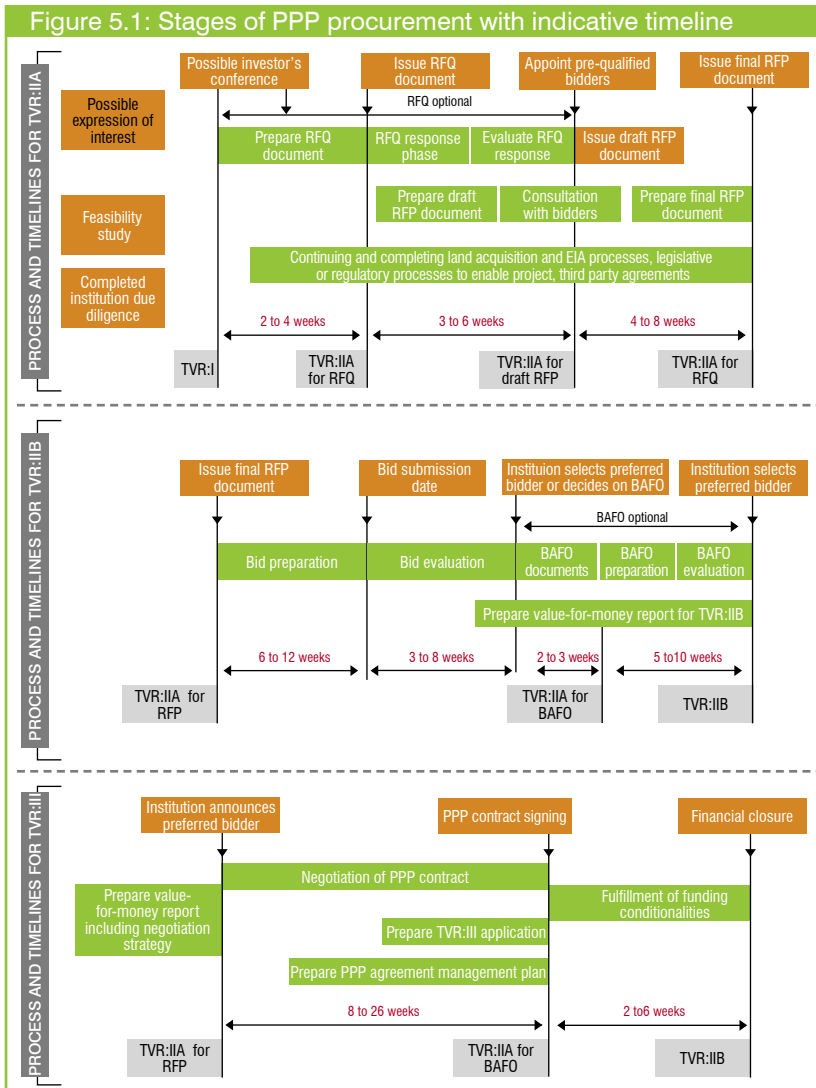 Figure 5.1: Stages of PPP procurement with indicative timeline
PROCESS AND TIMELINES FOR TVR:IIA
Possible investor's
conference
Issue RFQ
document
Appoint pre-qualified
bidders
Issue final RFP
document
Possible
expression of
interest
RFQ optional
Prepare RFQ
document
RFQ response
phase
Evaluate RFQ
response
Issue draft RFP
document
Feasibility
study
Prepare draft
RFP document
Consultation
with bidders
Prepare final RFP
document
Completed
institution due
diligence
Continuing and completing land acquisition and EIA processes, legislative
or regulatory processes to enable project, third party agreements
2 to 4 weeks
3 to 6 weeks
4 to 8 weeks
TVR:I
TVR:IIA
for RFQ
TVR:IIA for
draft RFP
TVR:IIA for
RFQ
PROCESS AND TIMELINES FOR TVR:IIB
Issue final RFP
document
Bid submission
date
Instituion selects preferred
bidder or decides on BAFO
Institution selects
preferred bidder
BAFO optional
Bid preparation
Bid evaluation
BAFO
documents
BAFO
preparation
BAFO
evaluation
Prepare value-for-money report for TVR:IIB
6 to 12 weeks
3 to 8 weeks
2 to 3 weeks
5 to10 weeks
TVR:IIA for
RFP
TVR:IIA for
BAFO
TVR:IIB
PROCESS AND TIMELINES FOR TVR:III
Institution announces
preferred bidder
PPP contract signing
Financial closure
Negotiation of PPP contract
Prepare value-
for-money report
including negotiation
strategy
Fulfillment of funding
conditionalities
Prepare TVR:III application
Prepare PPP agreement management plan
8 to 26 weeks
2 to6 weeks
TVR:IIA for
RFP
TVR:IIA for
BAFO
TVR:IIB